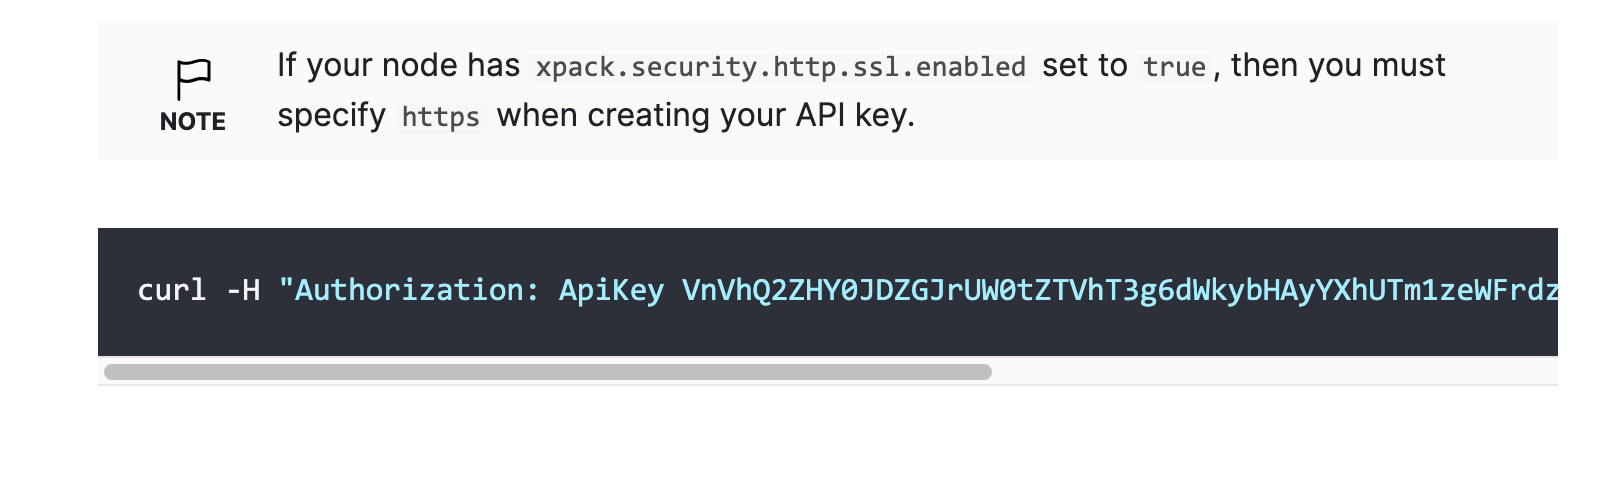 If your node has xpack.security.http.ssl.enabled set to true, then you must
NOTE
specify https when creating your API key.
curl -H "Authorization: ApiKey VnVhQ2ZHY0JDZGJrUW0tZTVhT3g6dWkybHAyYXhUTm1zeWFrdz